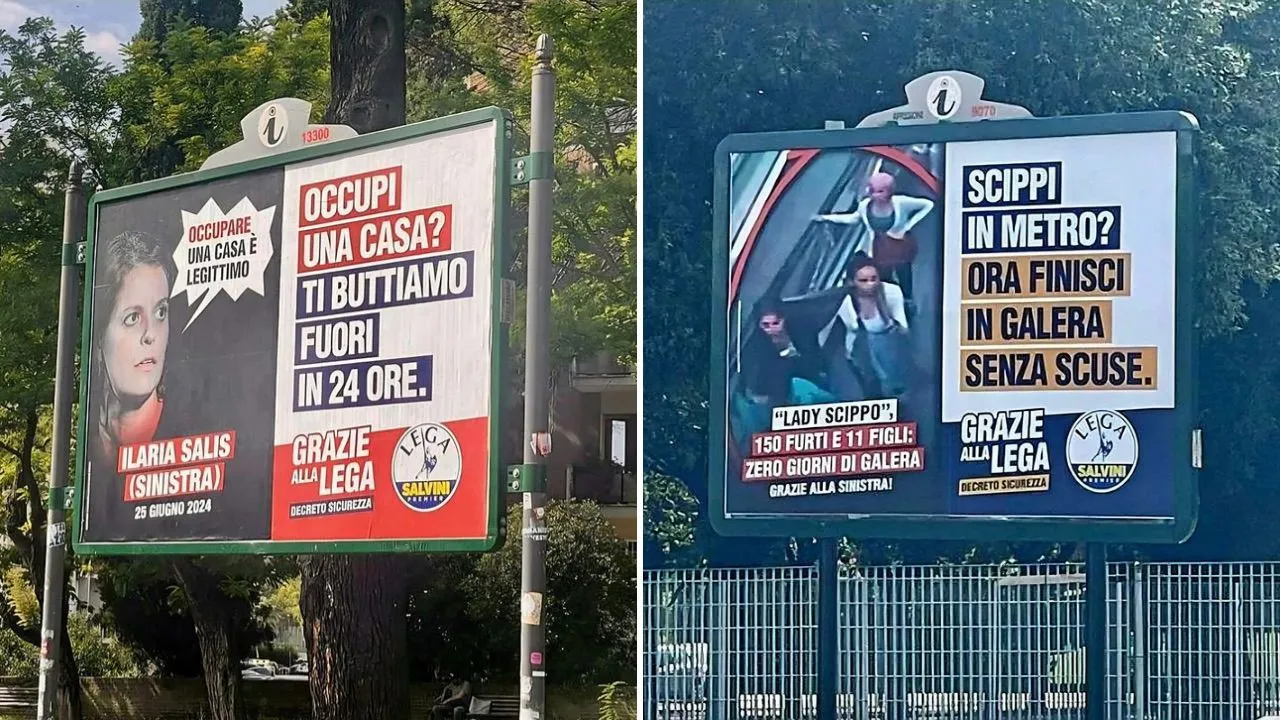 i
13300
OCCUPARE
UNA CASA È
LEGITTIMO
ILARIA SALIS
(SINISTRA)
25 GIUGNO 2024
OCCUPI
UNA CASA?
TI BUTTIAMO
FUORI
IN 24 ORE.
GRAZIE
ALLA LEGA
DECRETO SICUREZZA
LEGA
SALVINI
PREMIER
i
AFFISSIONE
9070
"LADY SCIPPO",
150 FURTI E 11 FIGLI:
ZERO GIORNI DI GALERA
GRAZIE ALLA SINISTRA!
SCIPPI
IN METRO?
ORA FINISCI
IN GALERA
SENZA SCUSE.
GRAZIE
ALLA LEGA
DECRETO SICUREZZA
LEGA
SALVINI
PREMIER